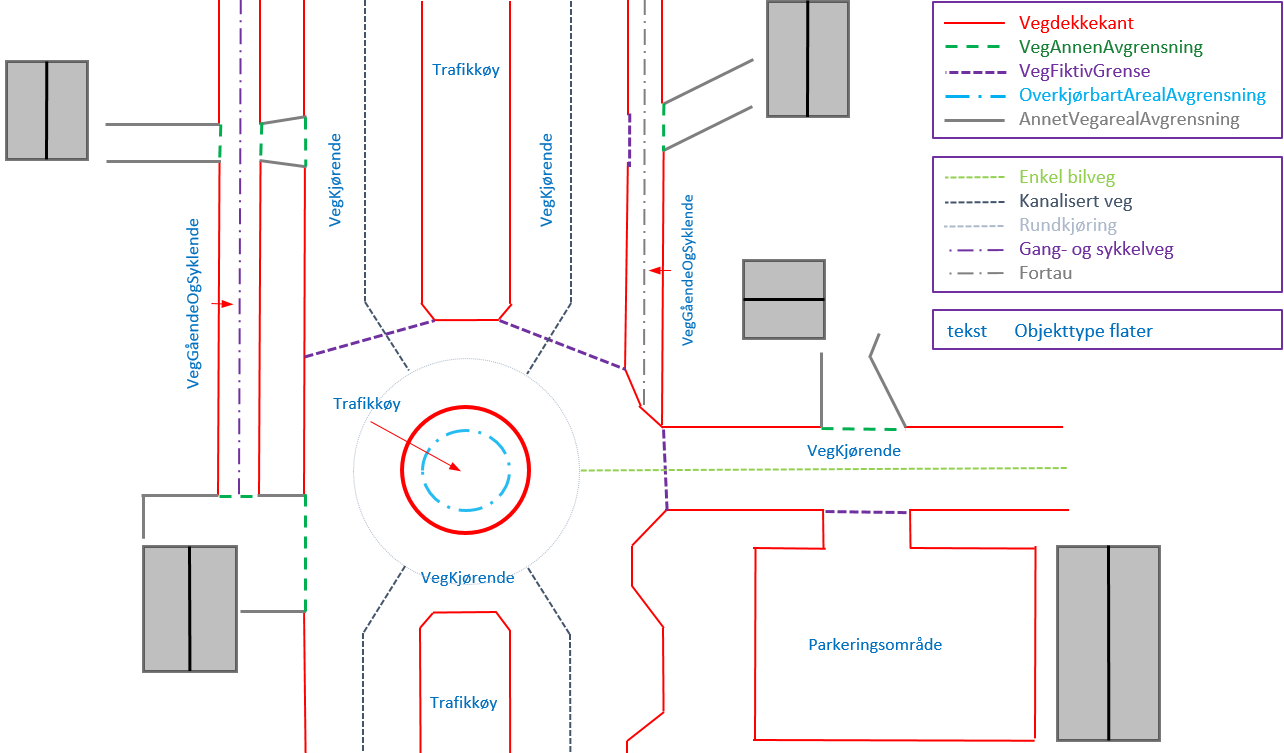 Trafikkøy
VegKjørende
VegKjørende
VegGåendeOgSyklende
VegGåendeOgSyklende
Trafikkøy
VegKjørende
VegKjørende
Trafikkøy
Parkeringsområde
Vegdekkekant
VegAnnenAvgrensning
VegFiktivGrense
OverkjørbartArealAvgrensning
AnnetVegarealAvgrensning
Enkel bilveg
Kanalisert veg
Rundkjøring
Gang- og sykkelveg
Fortau
tekst Objekttype flater